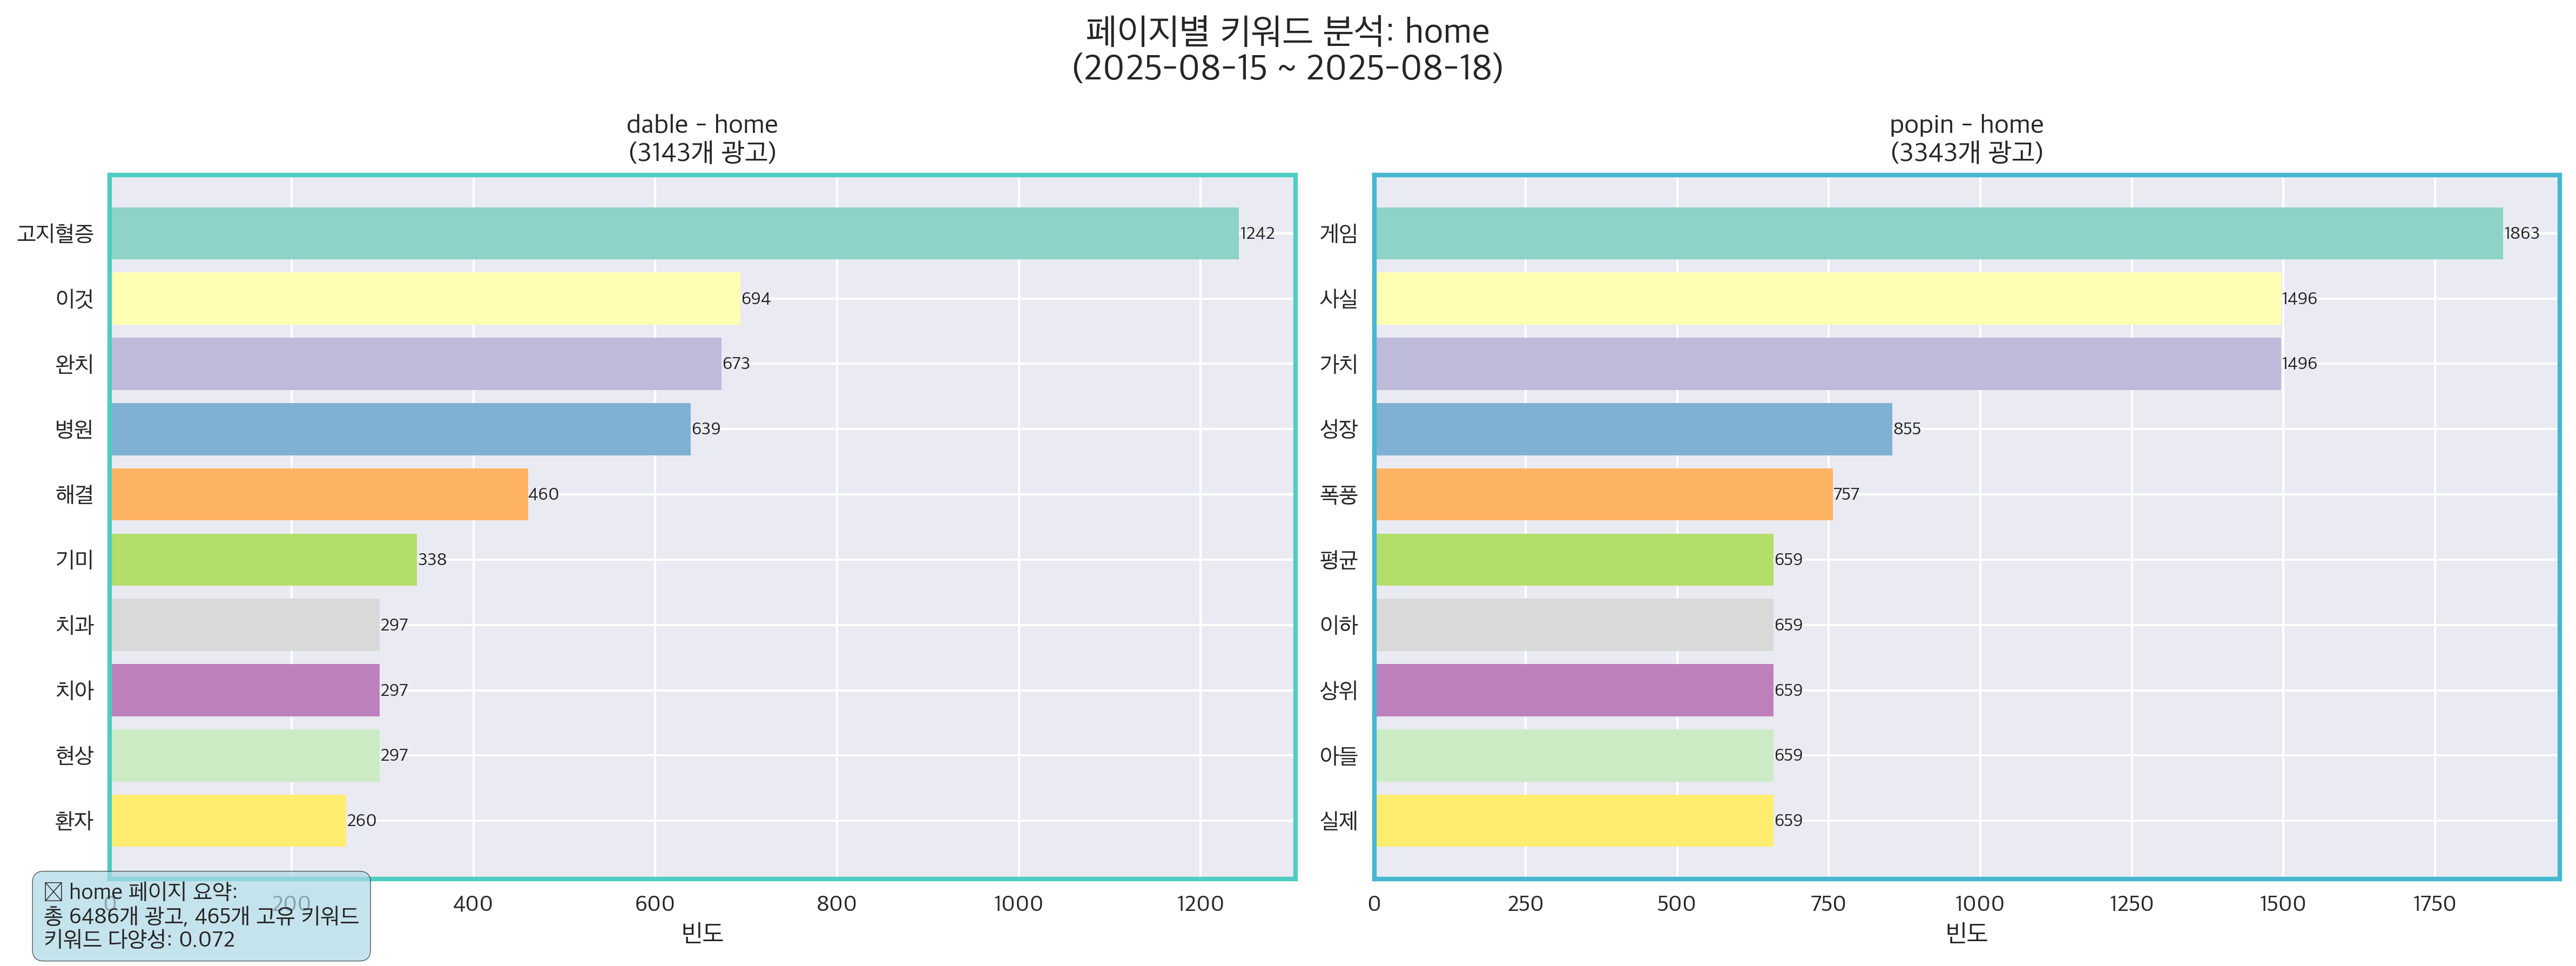 페이지별 키워드 분석: home
(2025-08-15 ~ 2025-08-18)
dable - home
(3143개 광고)
고지혈증 1242
이것 694
완치 673
병원 639
해결 460
기미 338
치과 297
치아 297
현상 297
환자 260
0 200 400 600 800 1000 1200
빈도
popin - home
(3343개 광고)
게임 1863
사실 1496
가치 1496
성장 855
폭풍 757
평균 659
이하 659
상위 659
아들 659
실제 659
0 250 500 750 1000 1250 1500 1750
빈도
home 페이지 요약:
총 6486개 광고, 465개 고유 키워드
키워드 다양성: 0.072